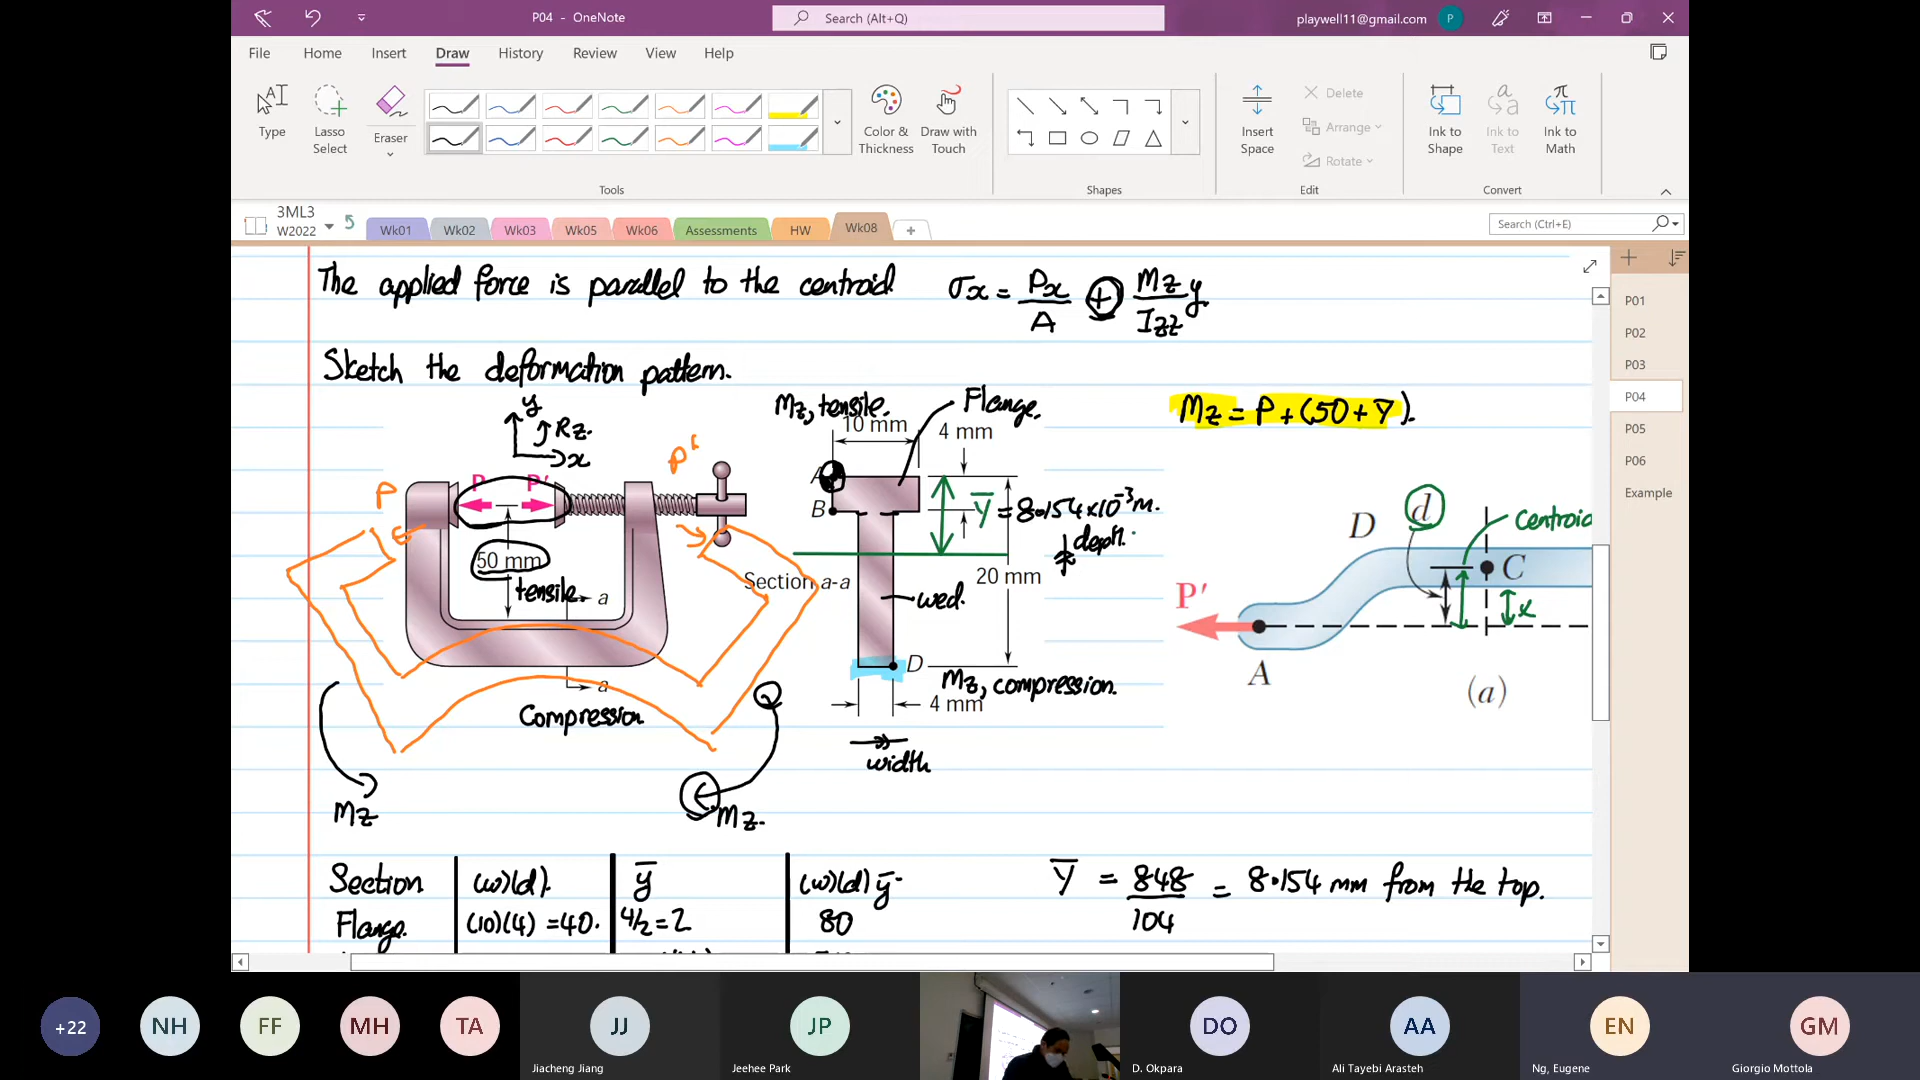 P04 - OneNote
Search (Alt+Q)
playwell11@gmail.com
P
File Home Insert Draw History Review View Help
Type
Lasso Select
Eraser
Color & Thickness
Draw with Touch
Insert Space
Delete
Arrange
Rotate
Ink to Shape
Ink to Text
Ink to Math
Tools
Shapes
Edit
Convert
3ML3
W2022
Wk01 Wk02 Wk03 Wk05 Wk06 Assessments HW Wk08
Search (Ctrl+E)
P01
P02
P03
P04
P05
P06
Example
The applied force is parallel to the centroid σx = Px/A + Mz/Izz y
Sketch the deformation pattern.
y
Rz.
x
P
P'
P P'
50 mm
tensile.
a
a
Compression
Mz
Mz.
Mz, tensile.
Flange.
10 mm
4 mm
A
B
Y̅ = 8.154x10⁻³m.
depth.
Section a-a
20 mm
wed.
D
Mz, compression.
4 mm
width
Mz = P + (50 + Y̅).
D
d
Centroid
C
P'
x
A
(a)
Section (w)(d). y̅ (w)(d) y̅
Flange. (10)(4) = 40. 4/2 = 2 80
Y̅ = 848/104 = 8.154 mm from the top.
+22
NH
FF
MH
TA
JJ
Jiacheng Jiang
JP
Jeehee Park
DO
D. Okpara
AA
Ali Tayebi Arasteh
EN
Ng, Eugene
GM
Giorgio Mottola